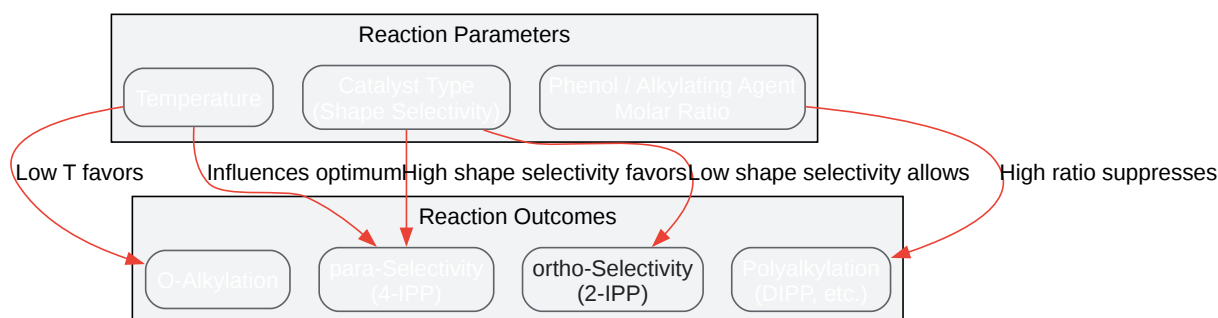 Reaction Parameters
Temperature
Catalyst Type
(Shape Selectivity)
Phenol / Alkylating Agent
Molar Ratio
Low T favors
Influences optimum
High shape selectivity favors
Low shape selectivity allows
High ratio suppresses
Reaction Outcomes
O-Alkylation
para-Selectivity
(4-IPP)
ortho-Selectivity
(2-IPP)
Polyalkylation
(DIPP, etc.)